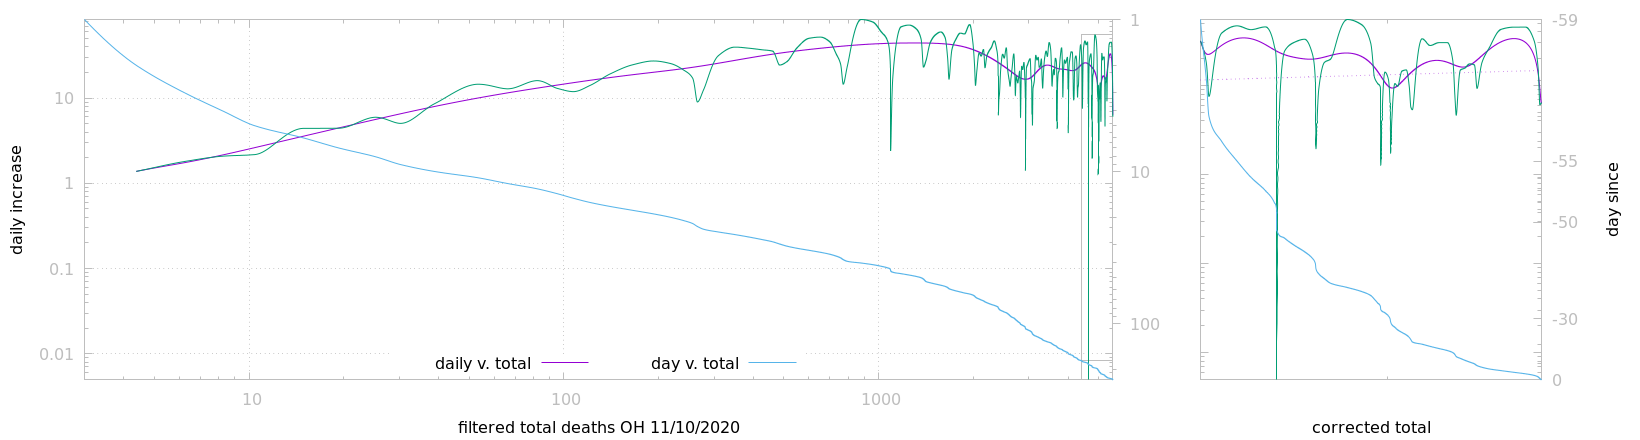 daily increase
10
1
0.1
0.01
daily v. total
day v. total
10
100
1000
filtered total deaths OH 11/10/2020
1
10
100
-59
-55
-50
-30
0
day since
corrected total